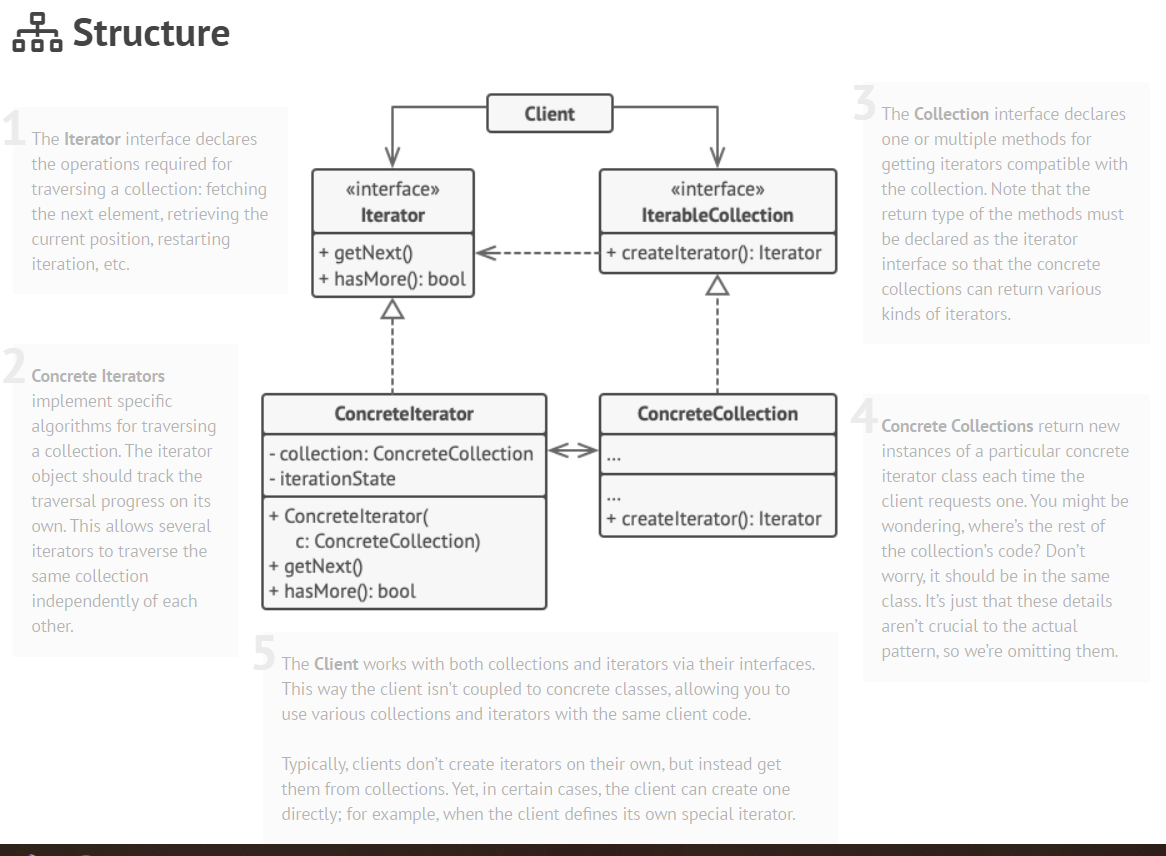 Structure
1
The Iterator interface declares
the operations required for
traversing a collection: fetching
the next element, retrieving the
current position, restarting
iteration, etc.
2
Concrete Iterators
implement specific
algorithms for traversing
a collection. The iterator
object should track the
traversal progress on its
own. This allows several
iterators to traverse the
same collection
independently of each
other.
Client
«interface»
Iterator
+ getNext()
+ hasMore(): bool
«interface»
IterableCollection
+ createIterator(): Iterator
ConcreteIterator
- collection: ConcreteCollection
- iterationState
+ ConcreteIterator(
c: ConcreteCollection)
+ getNext()
+ hasMore(): bool
ConcreteCollection
...
...
+ createIterator(): Iterator
3
The Collection interface declares
one or multiple methods for
getting iterators compatible with
the collection. Note that the
return type of the methods must
be declared as the iterator
interface so that the concrete
collections can return various
kinds of iterators.
4
Concrete Collections return new
instances of a particular concrete
iterator class each time the
client requests one. You might be
wondering, where's the rest of
the collection's code? Don't
worry, it should be in the same
class. It's just that these details
aren't crucial to the actual
pattern, so we're omitting them.
5
The Client works with both collections and iterators via their interfaces.
This way the client isn't coupled to concrete classes, allowing you to
use various collections and iterators with the same client code.
Typically, clients don't create iterators on their own, but instead get
them from collections. Yet, in certain cases, the client can create one
directly; for example, when the client defines its own special iterator.